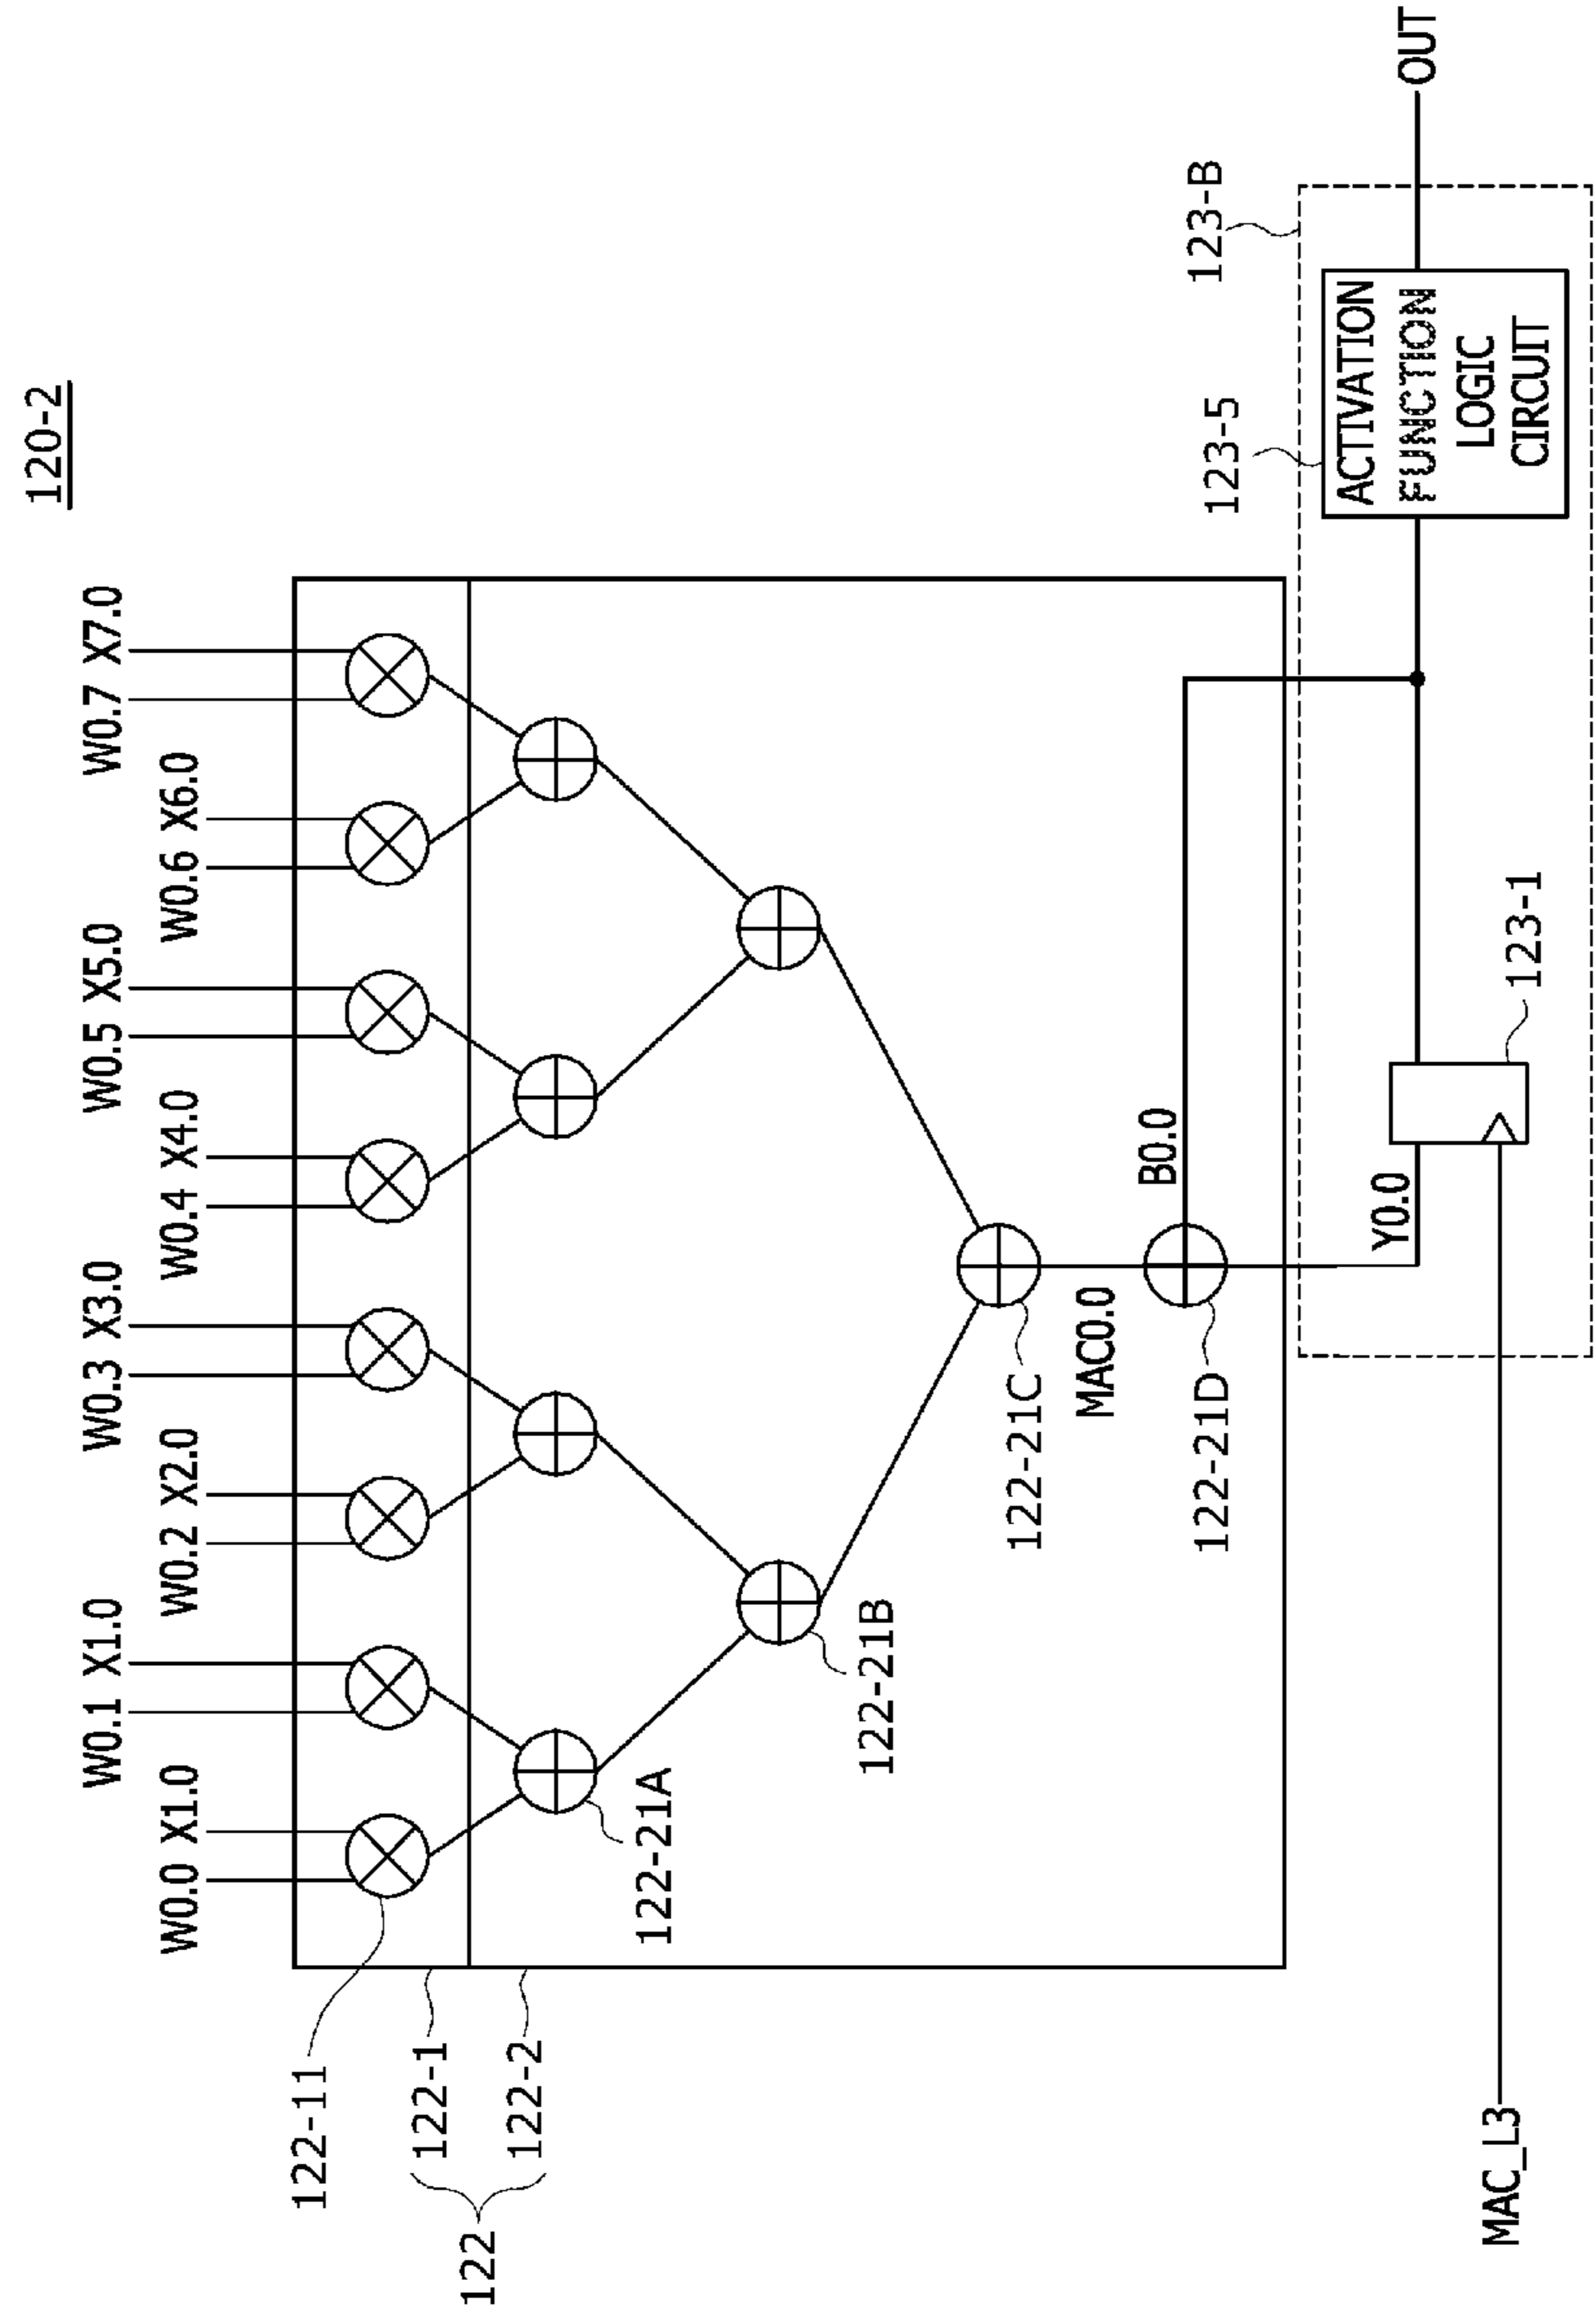 120-2
W0.1 X1.0
W0.3 X3.0
W0.5 X5.0
W0.7 X7.0
W0.0 X1.0
W0.2 X2.0
W0.4 X4.0
W0.6 X6.0
122-11
122-1
122
122-2
122-21A
122-21B
122-21C
MAC0.0
B0.0
122-21D
123-5
123-B
Y0.0
ACTIVATION
FUNCTION
LOGIC
CIRCUIT
OUT
123-1
MAC_L3